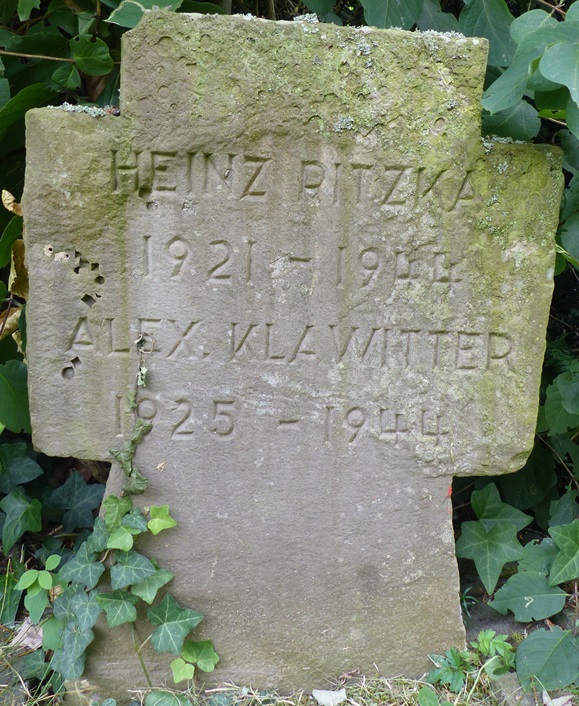 HEINZ PITZKA
1921 - 1944
ALEX. KLAWITTER
1925 - 1944